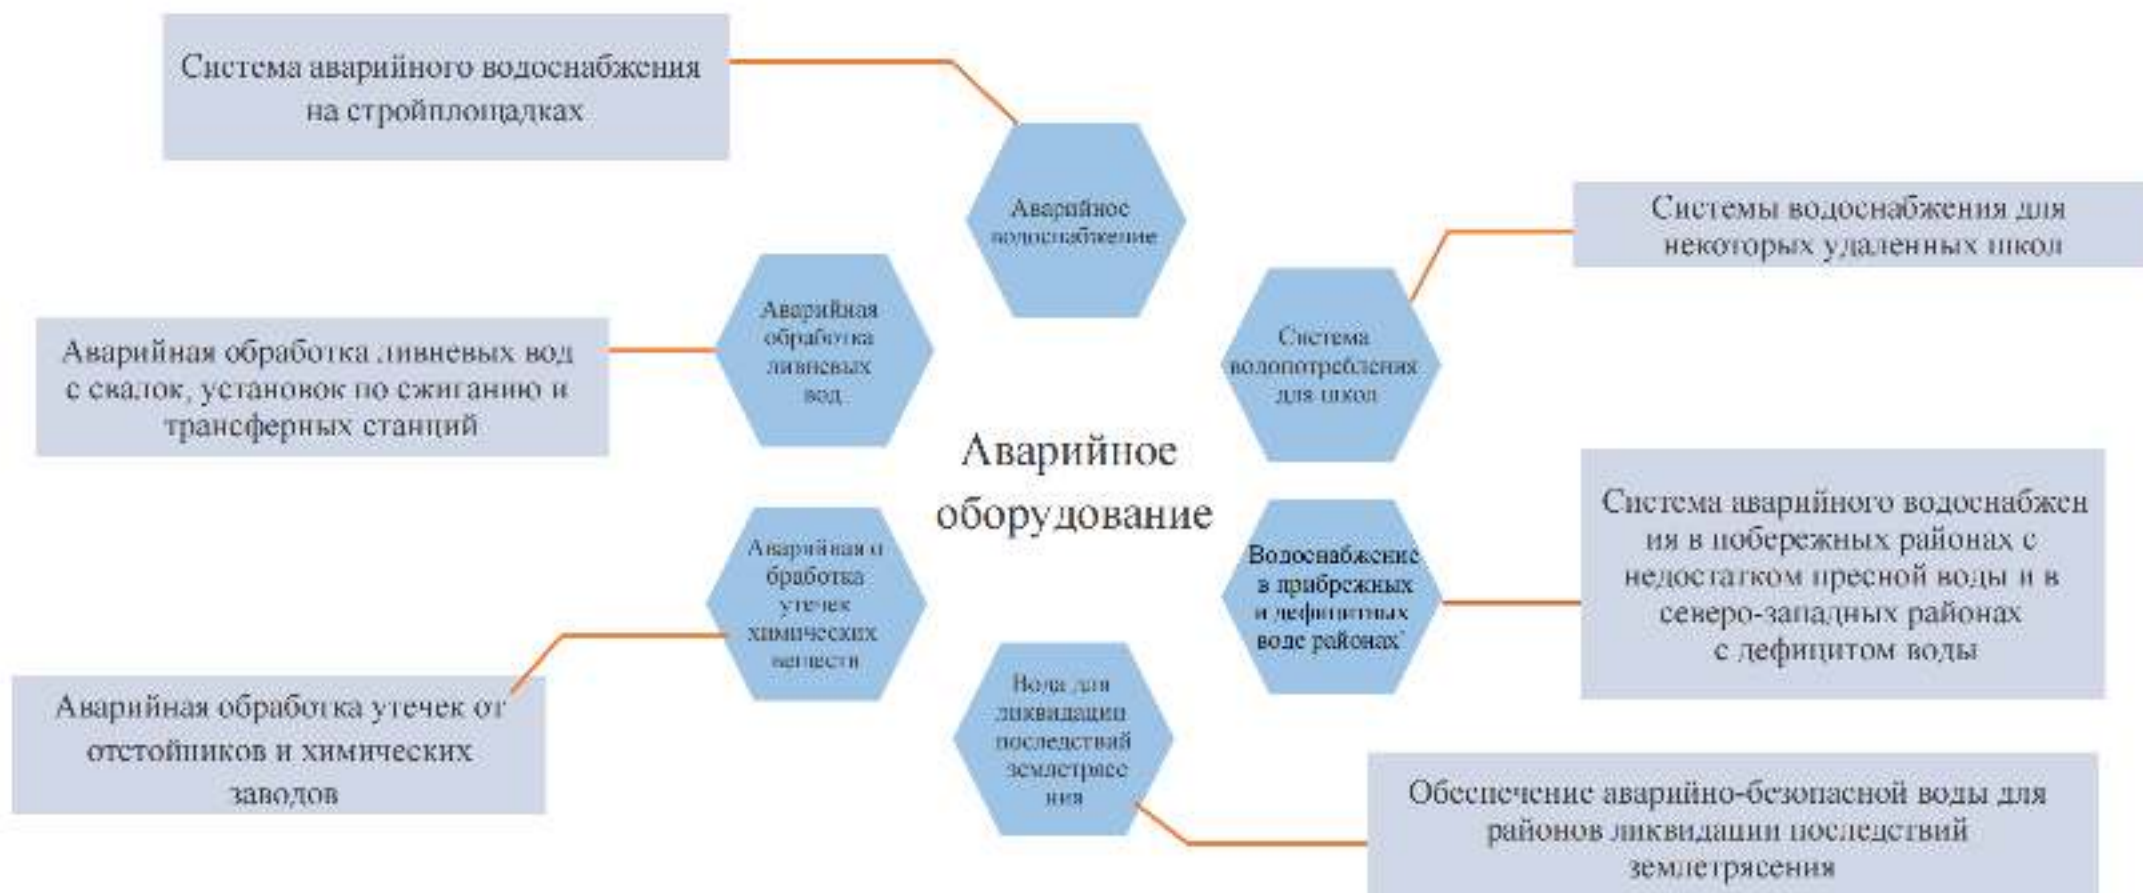 Система аварийного водоснабжения
на стройплощадках
Аварийное
водоснабжение
Системы водоснабжения для
некоторых удаленных школ
Аварийная
обработка
ливневых
вод
Система
водопотребления
для школ
Аварийная обработка ливневых вод
с свалок, установок по сжиганию и
трансферных станций
Аварийное
оборудование
Система аварийного водоснабжен
ия в побережных районах с
недостатком пресной воды и в
северо-западных районах
с дефицитом воды
Аварийная о
бработка
утечек
химических
веществ
Водоснабжение
в прибрежных
и дефицитных
воде районах`
Вода для
ликвидации
последствий
землетрясе
ния
Аварийная обработка утечек от
отстойников и химических
заводов
Обеспечение аварийно-безопасной воды для
районов ликвидации последствий
землетрясения